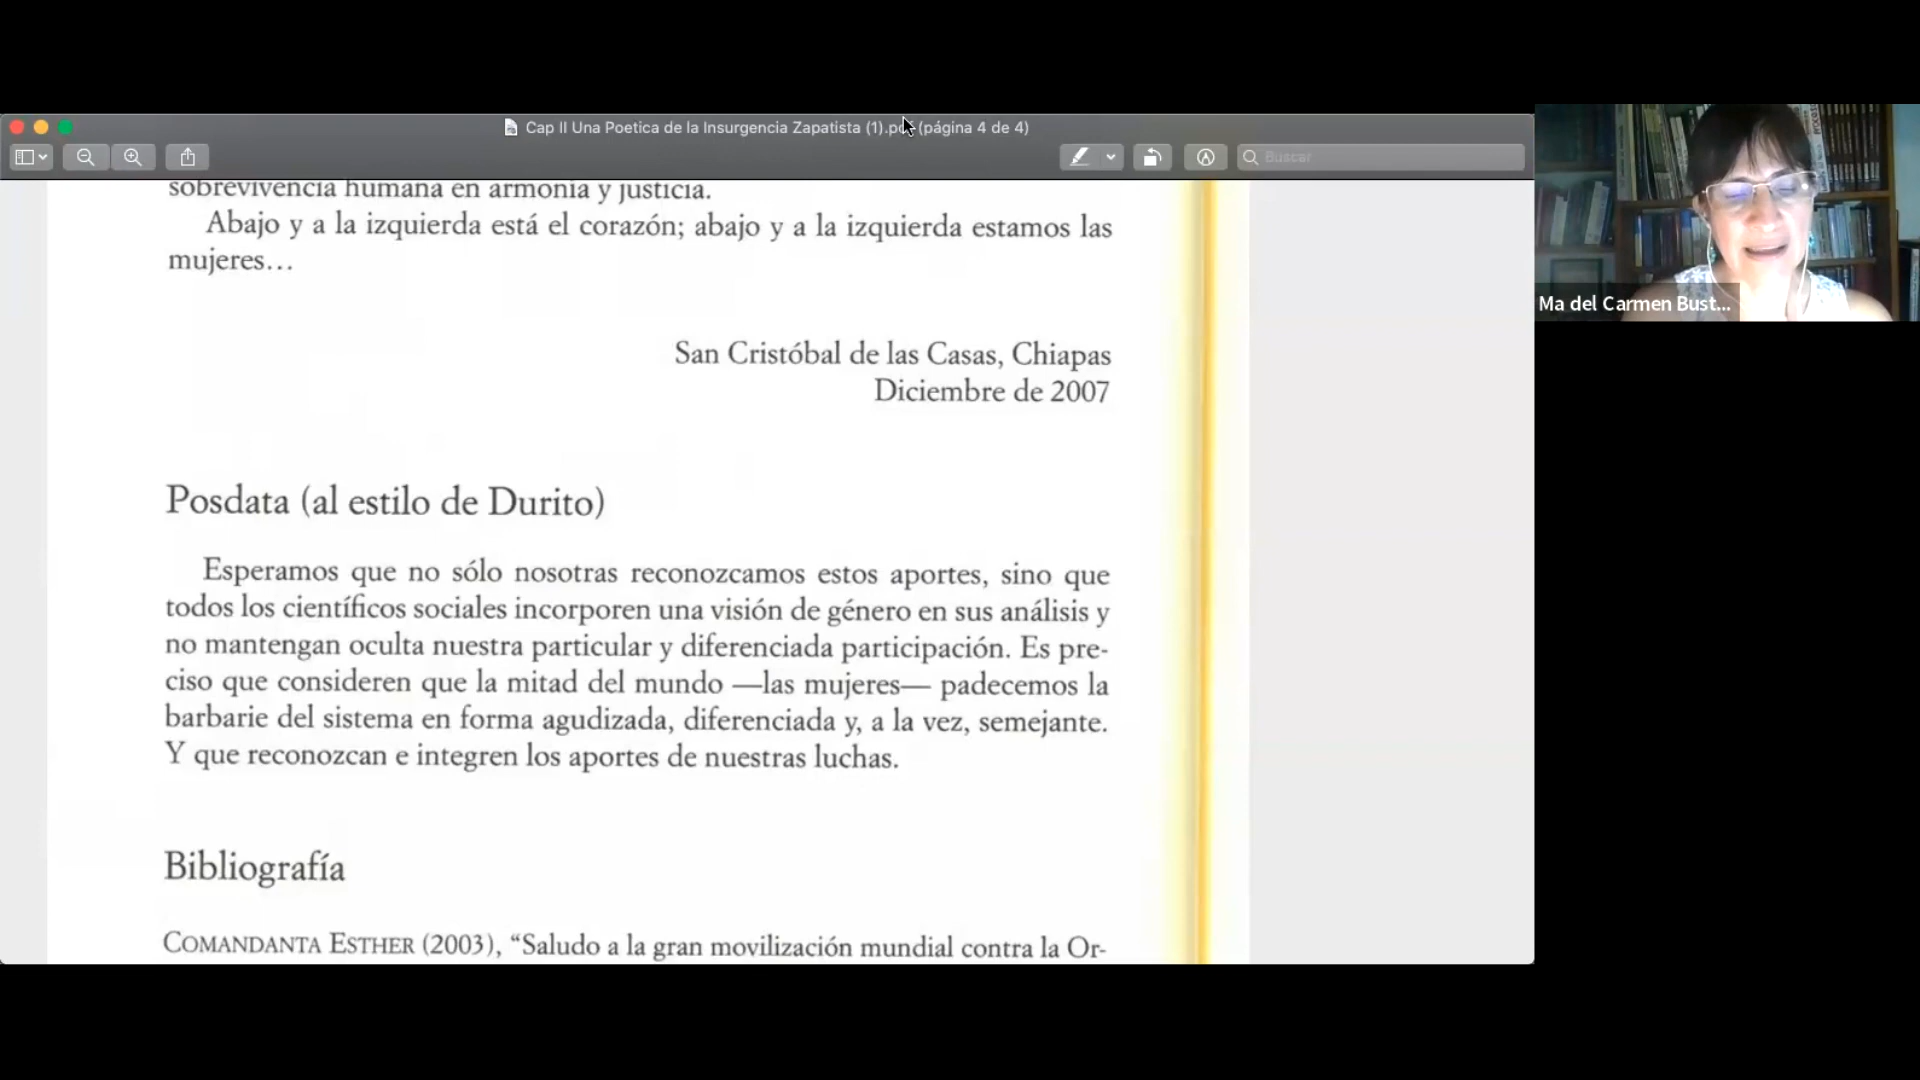 Cap II Una Poetica de la Insurgencia Zapatista (1).pdf (página 4 de 4)
Buscar
Ma del Carmen Bust...
sobrevivencia humana en armonía y justicia.
Abajo y a la izquierda está el corazón; abajo y a la izquierda estamos las
mujeres…
San Cristóbal de las Casas, Chiapas
Diciembre de 2007
Posdata (al estilo de Durito)
Esperamos que no sólo nosotras reconozcamos estos aportes, sino que
todos los científicos sociales incorporen una visión de género en sus análisis y
no mantengan oculta nuestra particular y diferenciada participación. Es pre-
ciso que consideren que la mitad del mundo —las mujeres— padecemos la
barbarie del sistema en forma agudizada, diferenciada y, a la vez, semejante.
Y que reconozcan e integren los aportes de nuestras luchas.
Bibliografía
COMANDANTA ESTHER (2003), “Saludo a la gran movilización mundial contra la Or-